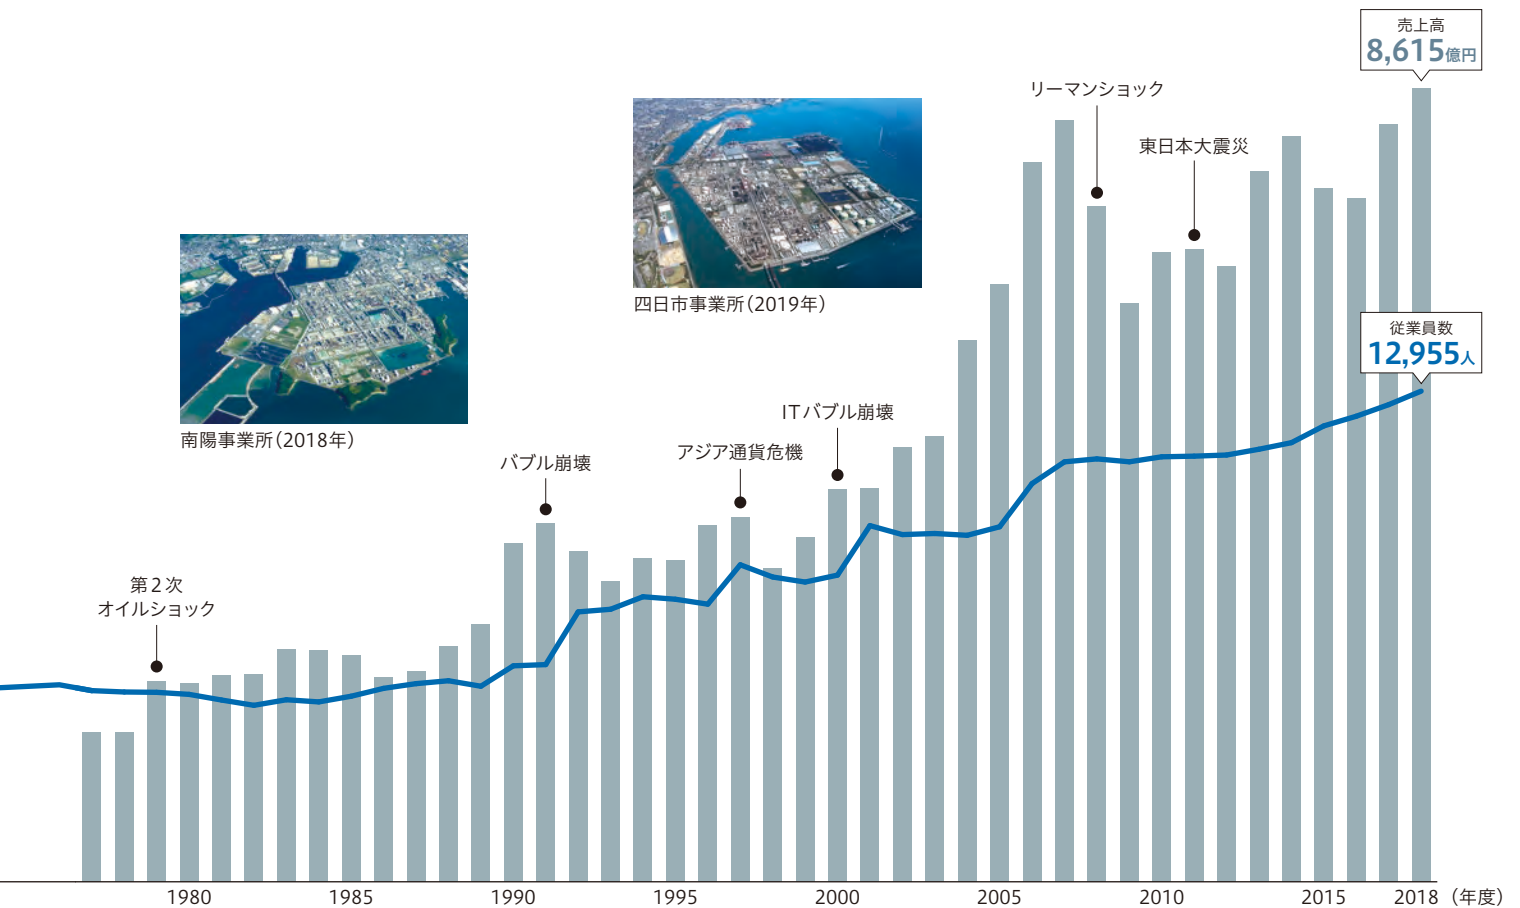 売上高
8,615億円
リーマンショック
東日本大震災
四日市事業所(2019年)
従業員数
12,955人
ITバブル崩壊
南陽事業所(2018年)
アジア通貨危機
バブル崩壊
第2次
オイルショック
1980 1985 1990 1995 2000 2005 2010 2015 2018 (年度)